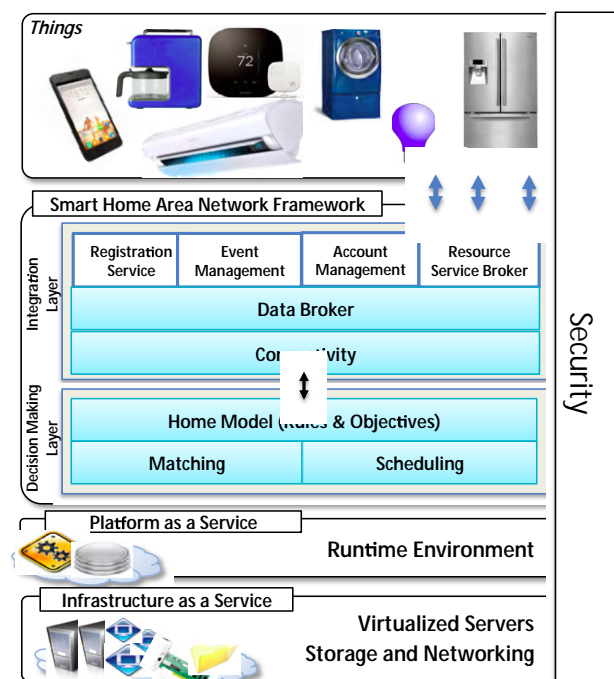 Things
72
Smart Home Area Network Framework
Integration
Layer
Registration
Service
Event
Management
Account
Management
Resource
Service Broker
Data Broker
Decision Making
Layer
Home Model
& Objectives)
Matching
Scheduling
Platform as a Service
Runtime Environment
Infrastructure as a Service
Virtualized Servers
Storage and Networking
Security